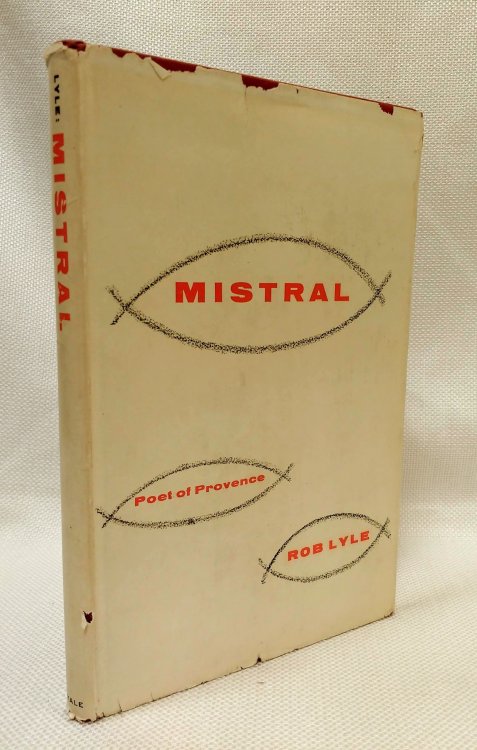 LYLE: MISTRAL
MISTRAL
Poet of Provence
ROB LYLE